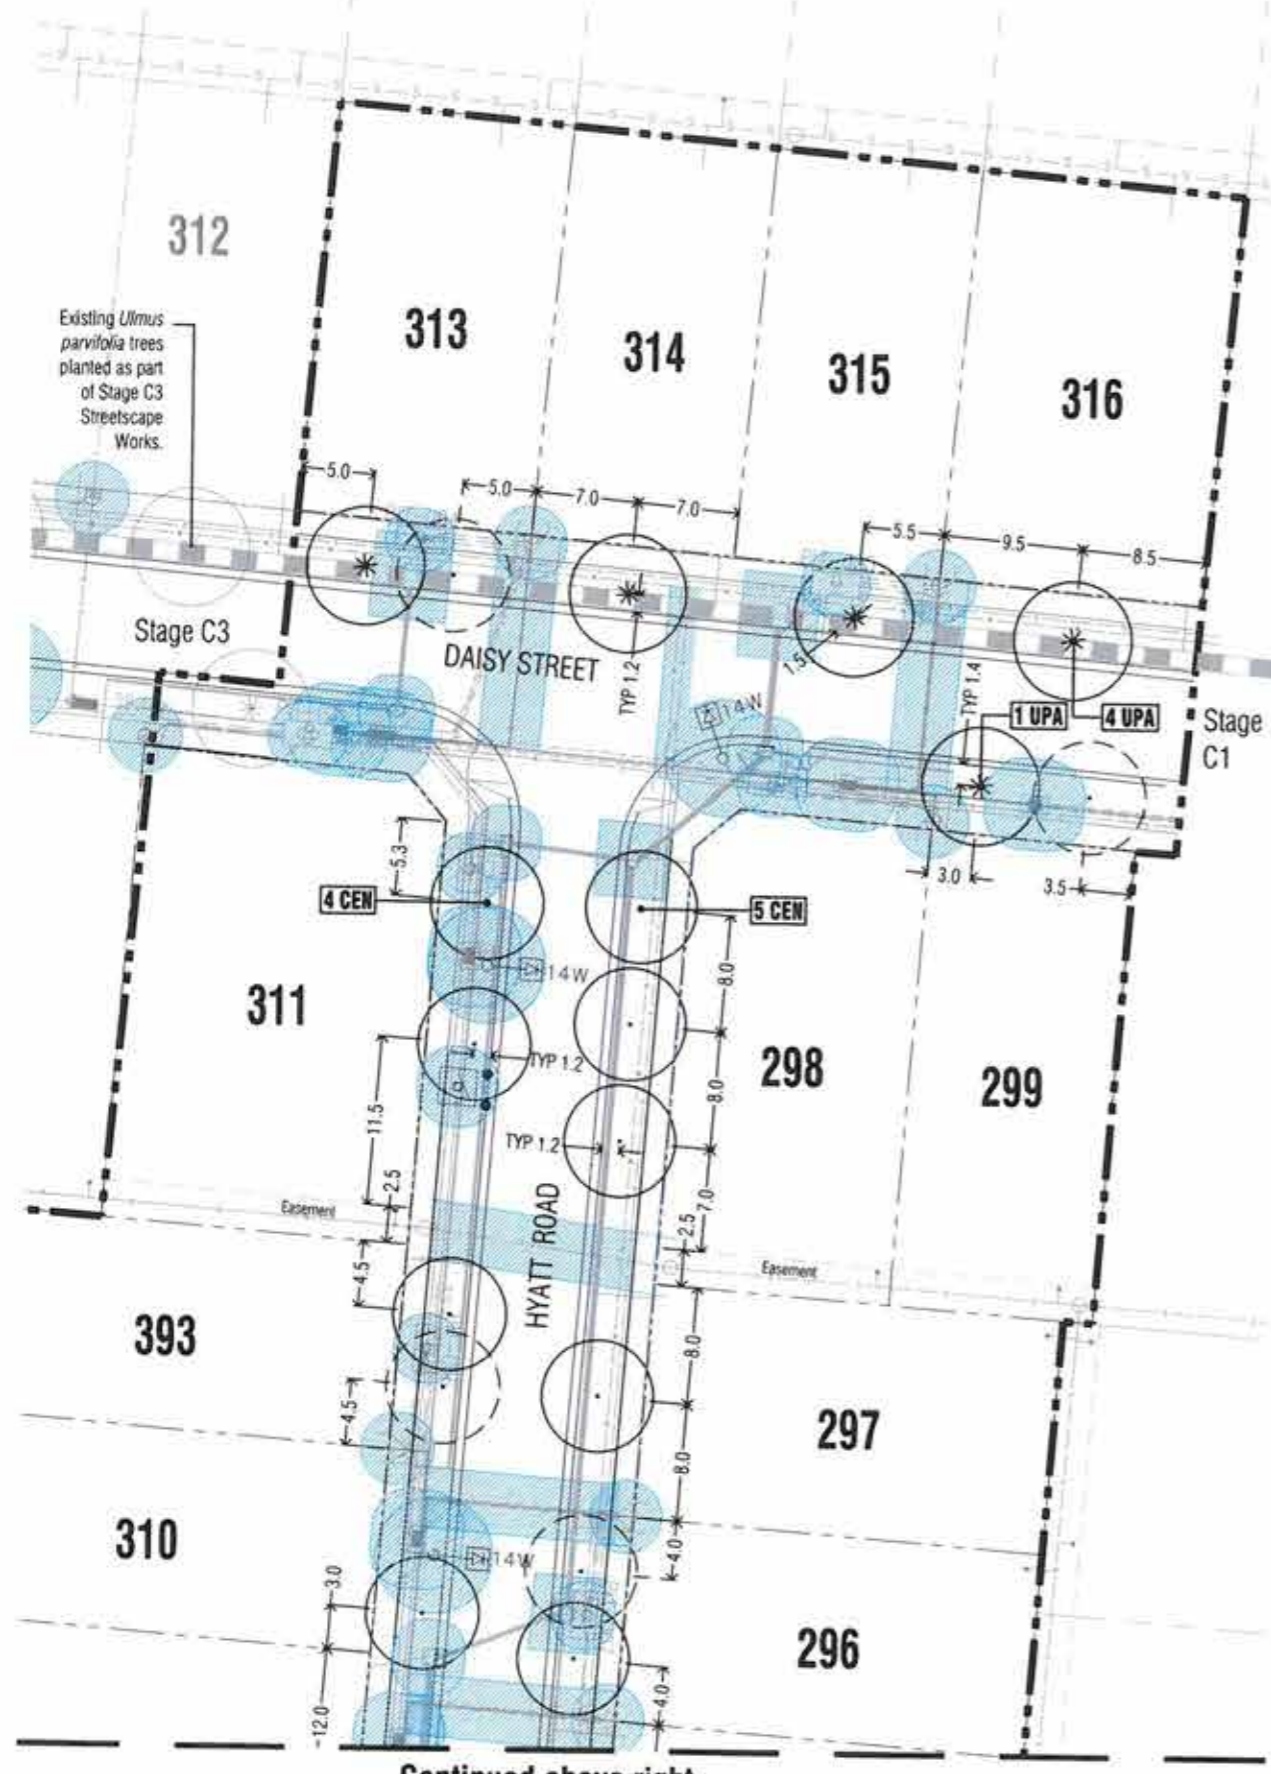 312
313
314
315
316
Existing Ulmus
parvifolia trees
planted as part
of Stage C3
Streetscape
Works.
5.0
5.0
7.0
7.0
5.5
9.5
8.5
Stage C3
DAISY STREET
TYP 1.2
1.5
14W
TYP 1.4
1 UPA
4 UPA
Stage
C1
5.3
3.0
3.5
4 CEN
5 CEN
8.0
14W
311
298
299
TYP 1.2
8.0
11.5
TYP 1.2
7.0
2.5
2.5
Easement
HYATT ROAD
Easement
4.5
393
8.0
4.5
297
8.0
310
14W
4.0
3.0
296
4.0
12.0